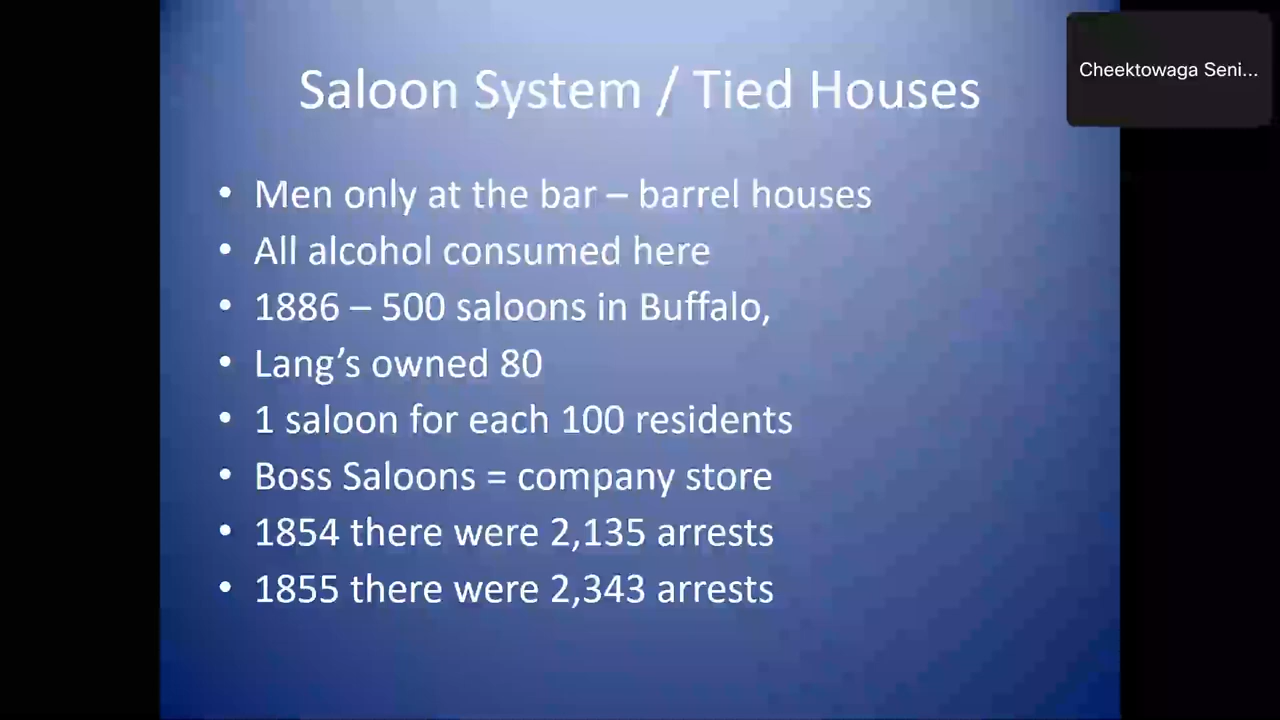 Saloon System / Tied Houses
Cheektowaga Seni...
• Men only at the bar – barrel houses
• All alcohol consumed here
• 1886 – 500 saloons in Buffalo,
• Lang’s owned 80
• 1 saloon for each 100 residents
• Boss Saloons = company store
• 1854 there were 2,135 arrests
• 1855 there were 2,343 arrests